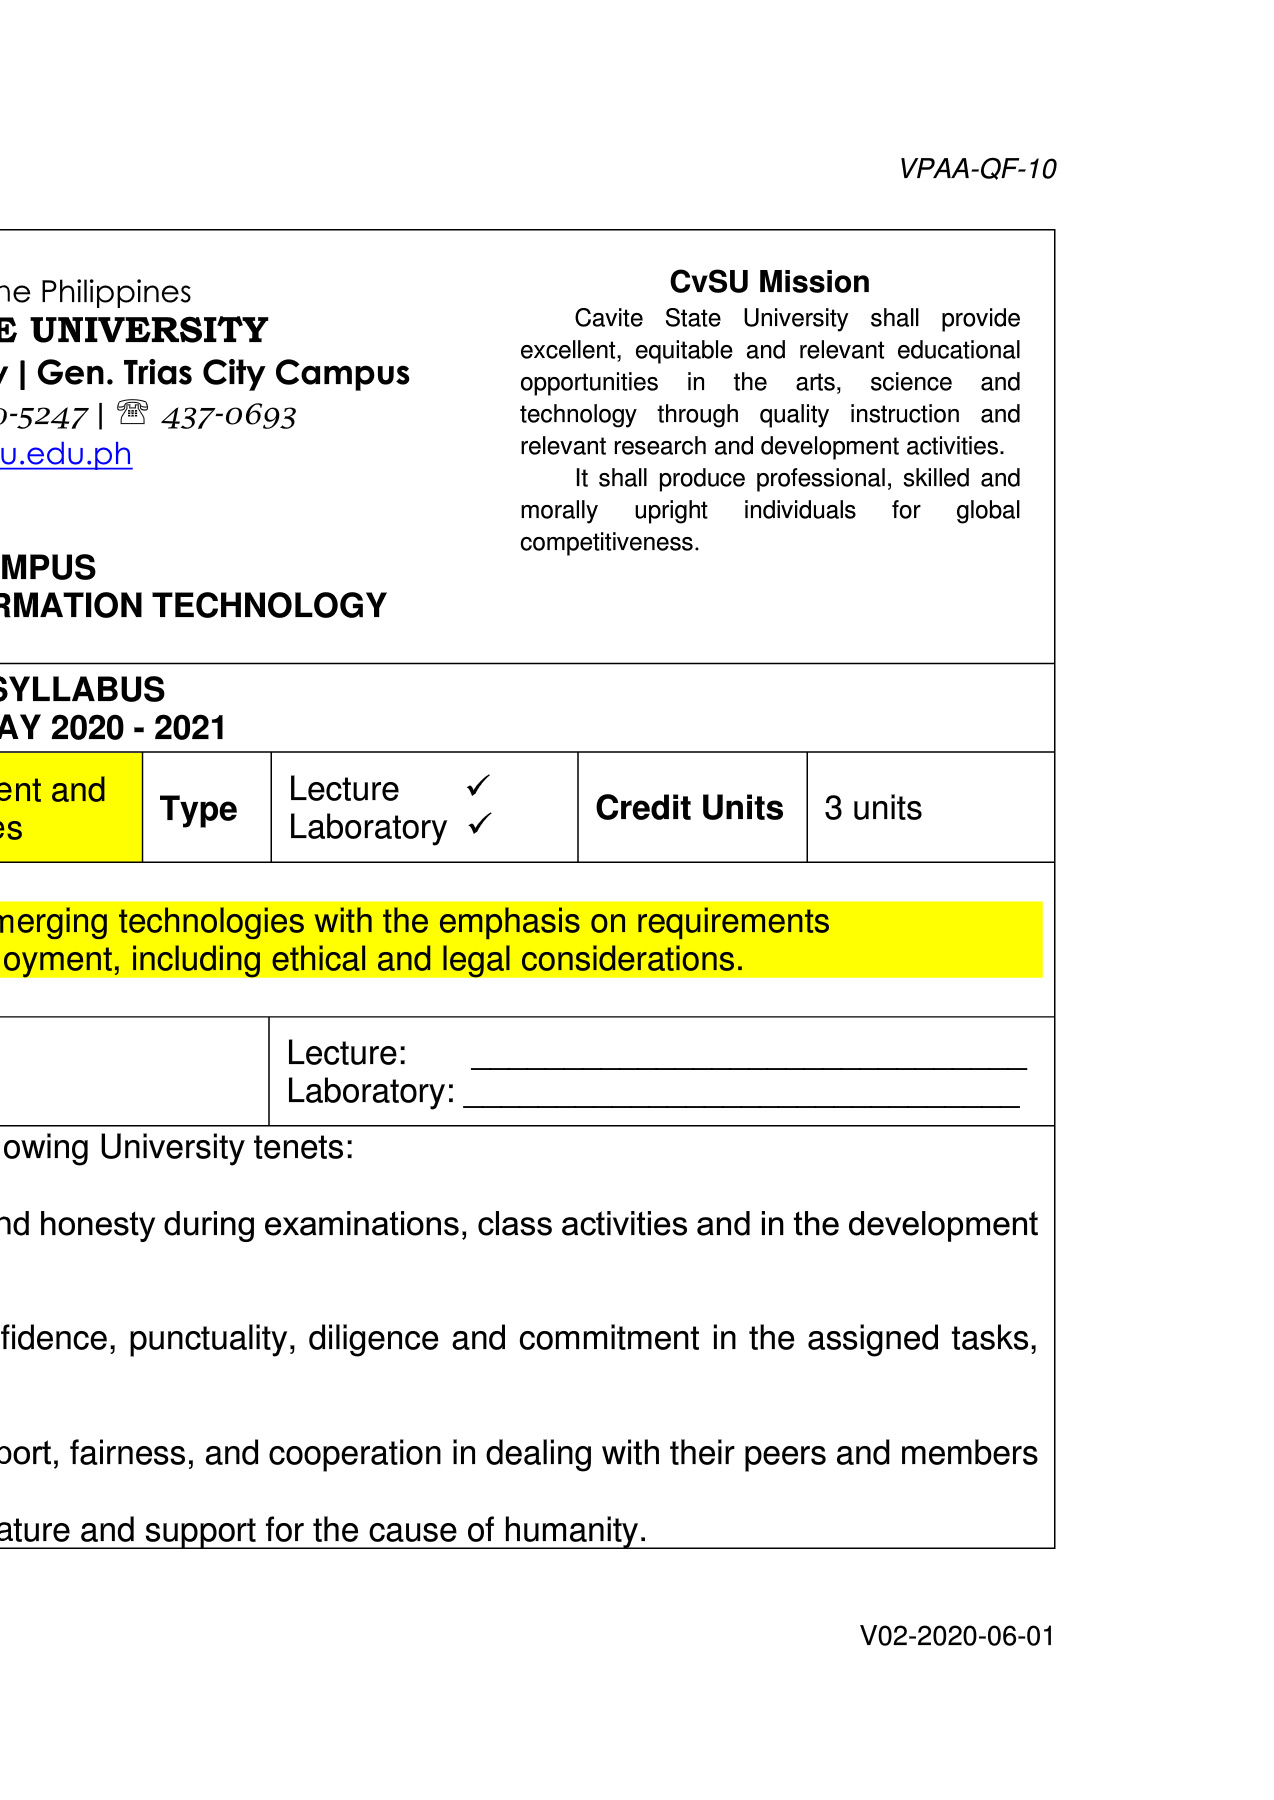 VPAA-QF-10
he Philippines
E UNIVERSITY
y | Gen. Trias City Campus
0-5247 | ☏ 437-0693
u.edu.ph
MPUS
RMATION TECHNOLOGY
CvSU Mission
Cavite State University shall provide
excellent, equitable and relevant educational
opportunities in the arts, science and
technology through quality instruction and
relevant research and development activities.
It shall produce professional, skilled and
morally upright individuals for global
competitiveness.
SYLLABUS
AY 2020 - 2021
ent and
es
Type
Lecture ✓
Laboratory ✓
Credit Units
3 units
merging technologies with the emphasis on requirements
oyment, including ethical and legal considerations.
Lecture: ______________________________
Laboratory: ______________________________
owing University tenets:
nd honesty during examinations, class activities and in the development
fidence, punctuality, diligence and commitment in the assigned tasks,
port, fairness, and cooperation in dealing with their peers and members
ature and support for the cause of humanity.
V02-2020-06-01